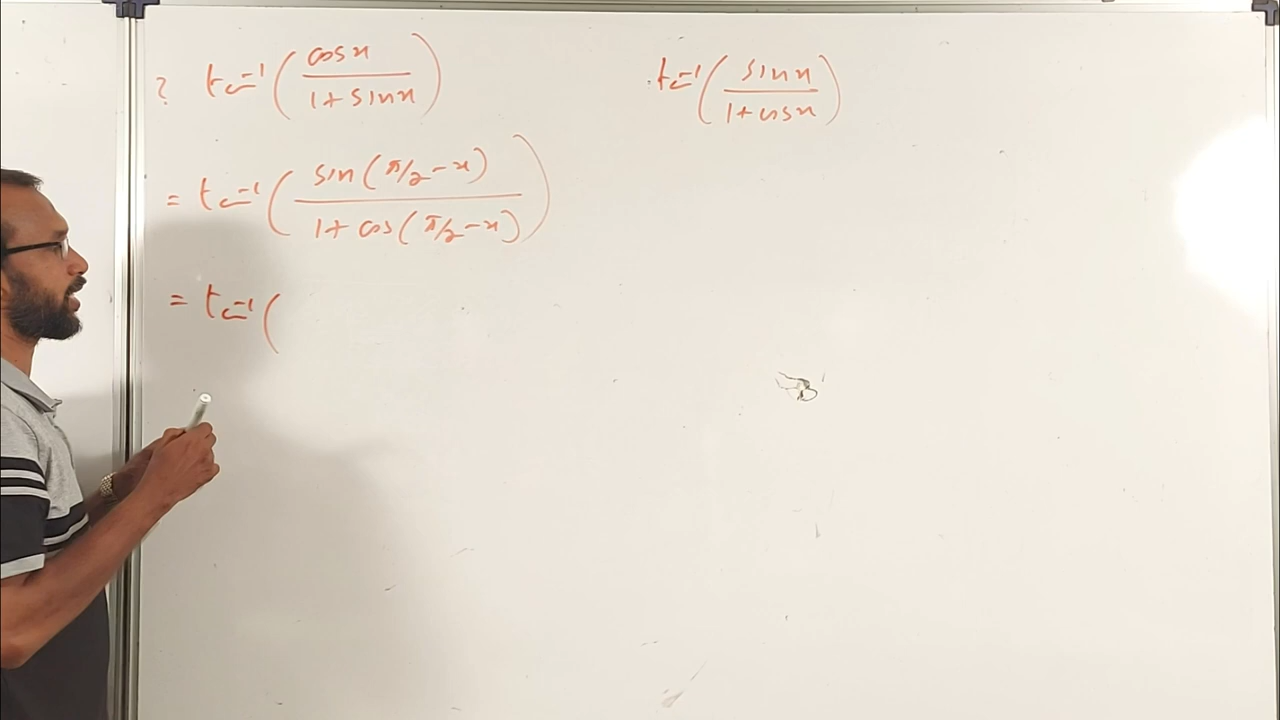 ? tan⁻¹ ( cos x / 1 + sin x )
= tan⁻¹ ( sin(π/2 − x) / 1 + cos(π/2 − x) )
= tan⁻¹ (
tan⁻¹ ( sin x / 1 + cos x )